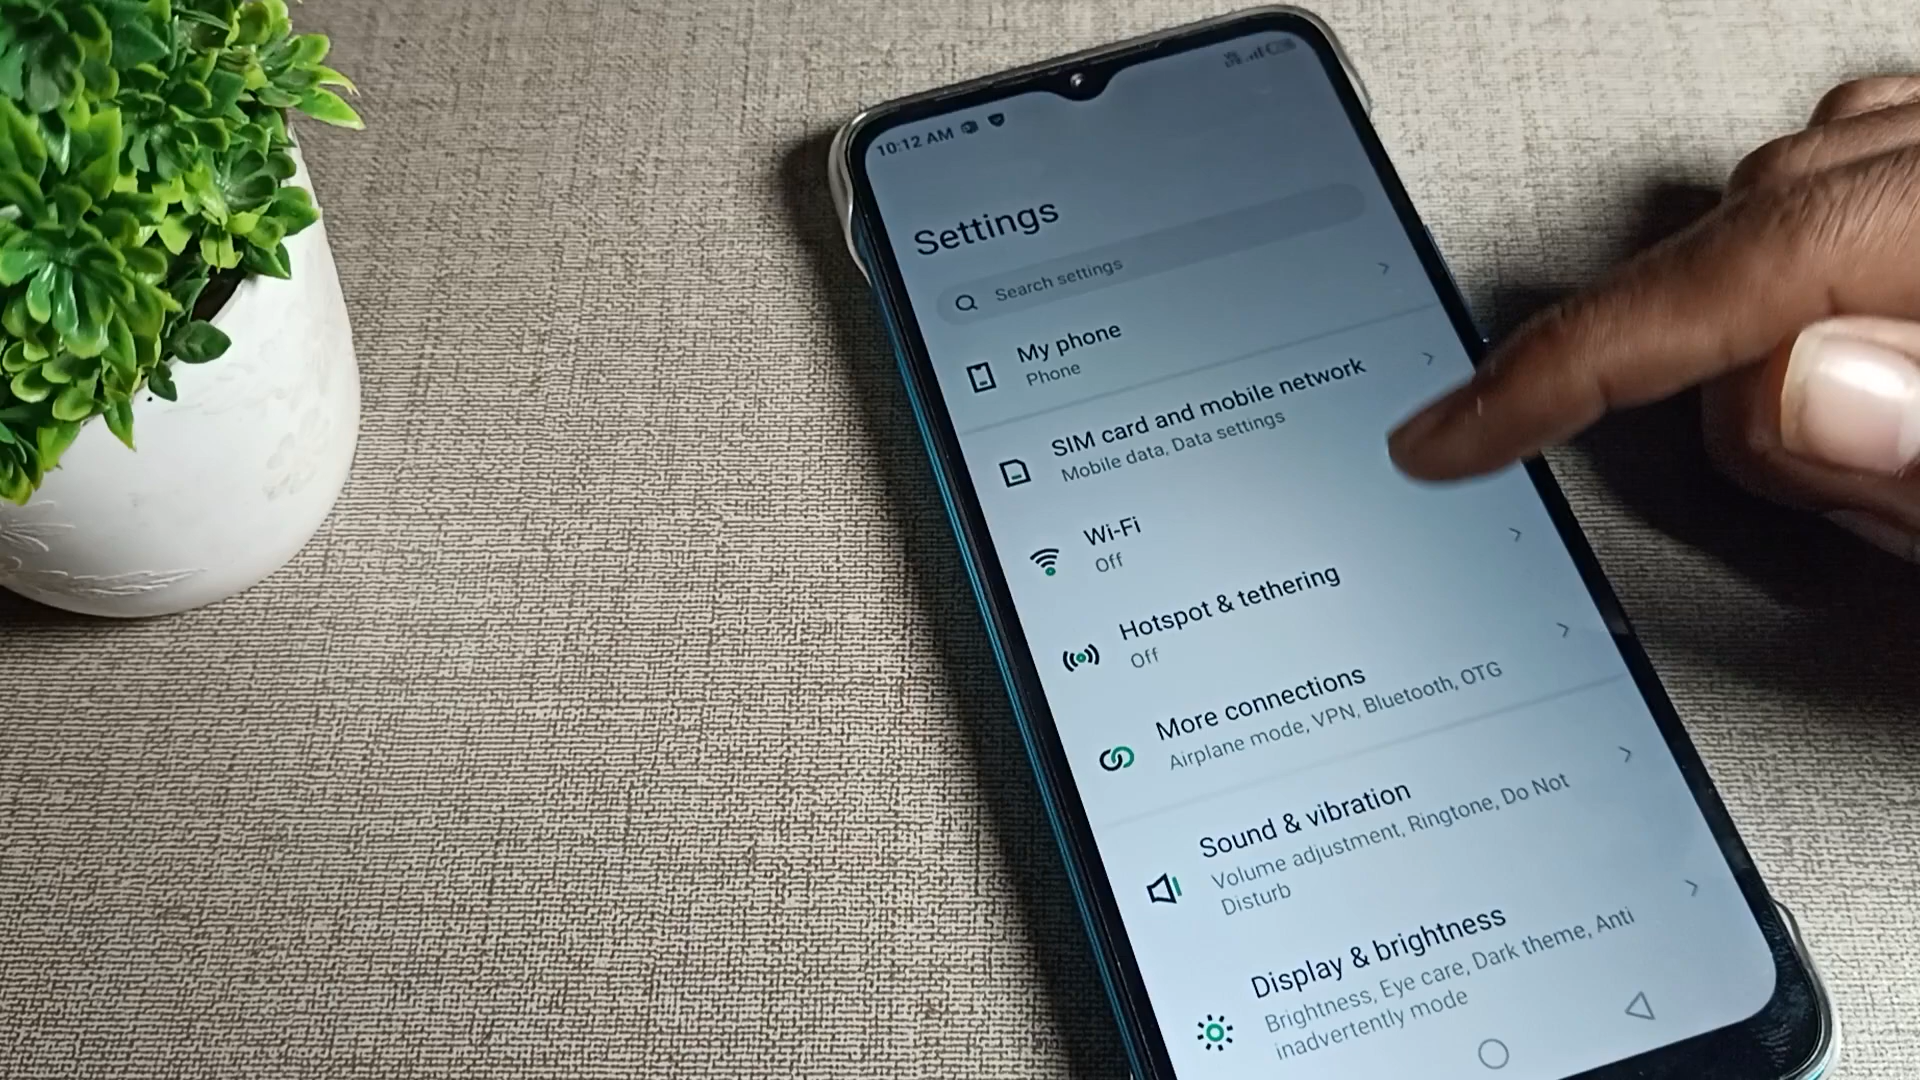 10:12 AM
Settings
Search settings
My phone
Phone
SIM card and mobile network
Mobile data, Data settings
Wi-Fi
Off
Hotspot & tethering
Off
More connections
Airplane mode, VPN, Bluetooth, OTG
Sound & vibration
Volume adjustment, Ringtone, Do Not
Disturb
Display & brightness
Brightness, Eye care, Dark theme, Anti
inadvertently mode